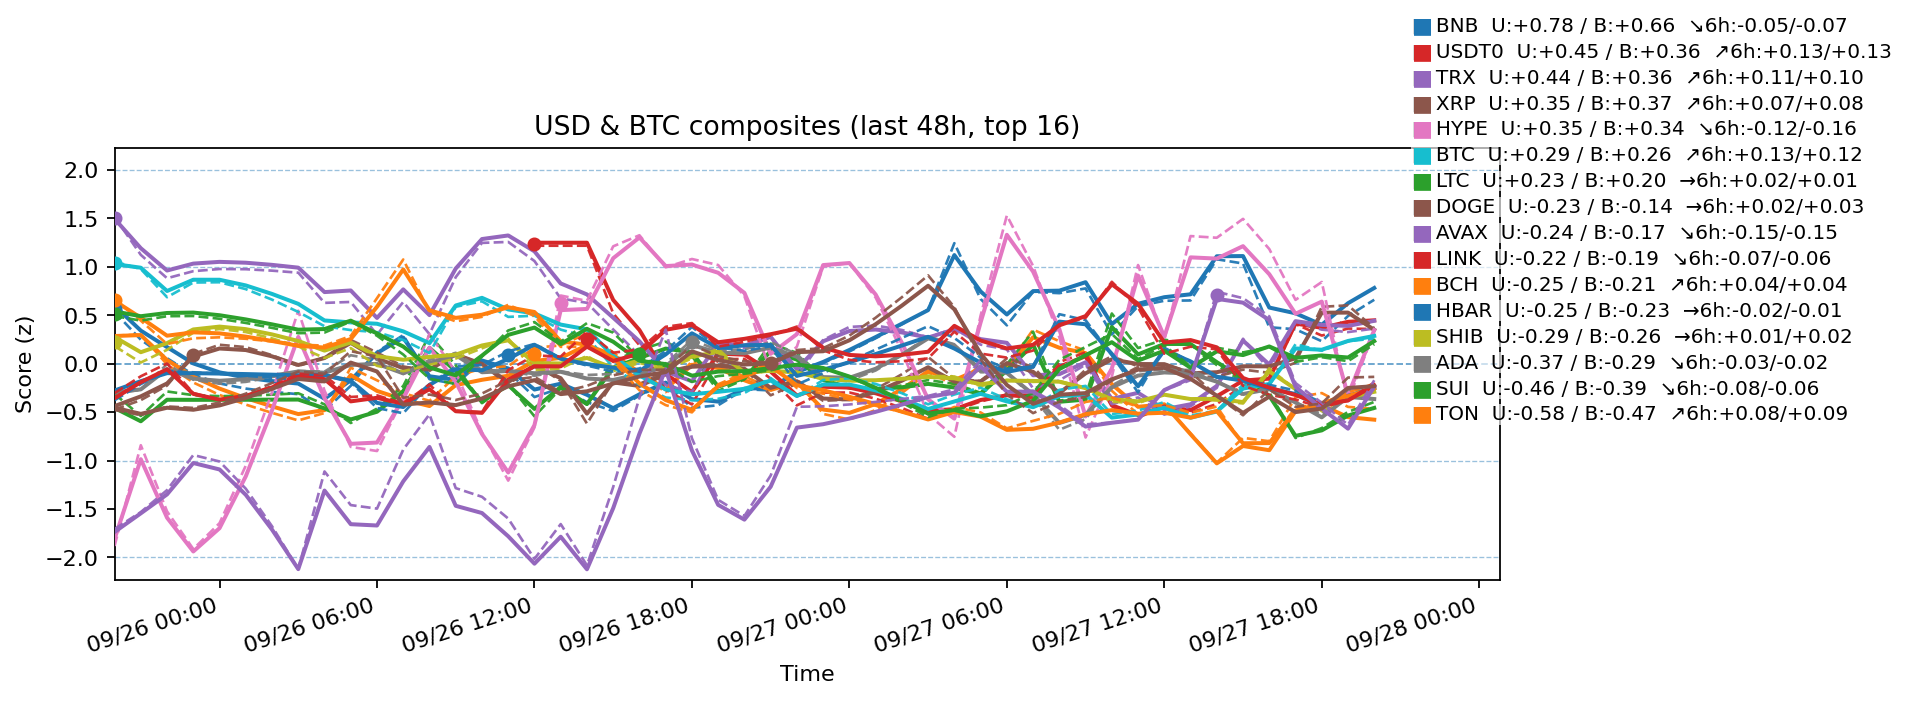 BNB U:+0.78 / B:+0.66 ↘6h:-0.05/-0.07
USDT0 U:+0.45 / B:+0.36 ↗6h:+0.13/+0.13
TRX U:+0.44 / B:+0.36 ↗6h:+0.11/+0.10
XRP U:+0.35 / B:+0.37 ↗6h:+0.07/+0.08
HYPE U:+0.35 / B:+0.34 ↘6h:-0.12/-0.16
BTC U:+0.29 / B:+0.26 ↗6h:+0.13/+0.12
LTC U:+0.23 / B:+0.20 →6h:+0.02/+0.01
DOGE U:-0.23 / B:-0.14 →6h:+0.02/+0.03
AVAX U:-0.24 / B:-0.17 ↘6h:-0.15/-0.15
LINK U:-0.22 / B:-0.19 ↘6h:-0.07/-0.06
BCH U:-0.25 / B:-0.21 ↗6h:+0.04/+0.04
HBAR U:-0.25 / B:-0.23 →6h:-0.02/-0.01
SHIB U:-0.29 / B:-0.26 →6h:+0.01/+0.02
ADA U:-0.37 / B:-0.29 ↘6h:-0.03/-0.02
SUI U:-0.46 / B:-0.39 ↘6h:-0.08/-0.06
TON U:-0.58 / B:-0.47 ↗6h:+0.08/+0.09
USD & BTC composites (last 48h, top 16)
Score (z)
2.0
1.5
1.0
0.5
0.0
−0.5
−1.0
−1.5
−2.0
09/26 00:00
09/26 06:00
09/26 12:00
09/26 18:00
09/27 00:00
09/27 06:00
09/27 12:00
09/27 18:00
09/28 00:00
Time